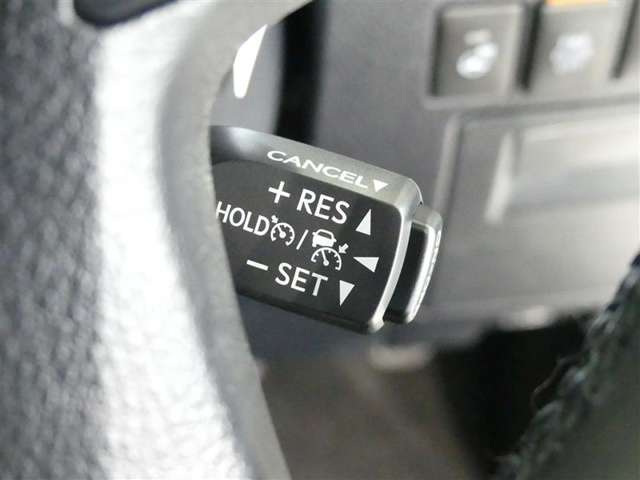 CANCEL▼
+ RES ▲
HOLD / ◀
− SET ▼